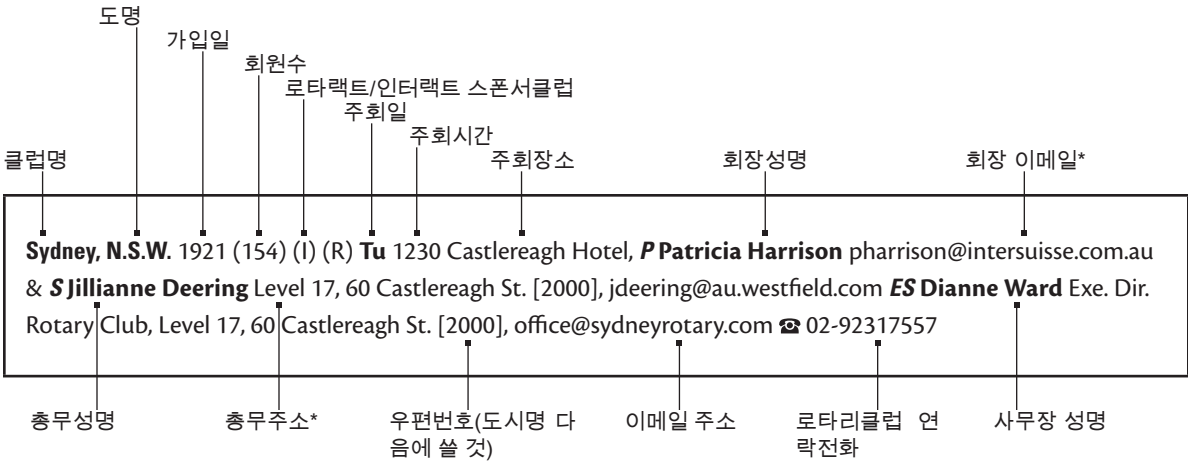 도명
가입일
회원수
로타랙트/인터랙트 스폰서클럽
주회일
주회시간
클럽명 주회장소 회장성명 회장 이메일*
Sydney, N.S.W. 1921 (154) (I) (R) Tu 1230 Castlereagh Hotel, P Patricia Harrison pharrison@intersuisse.com.au
& S Jillianne Deering Level 17, 60 Castlereagh St. [2000], jdeering@au.westfield.com ES Dianne Ward Exe. Dir.
Rotary Club, Level 17, 60 Castlereagh St. [2000], office@sydneyrotary.com ☎ 02-92317557
총무성명 총무주소* 우편번호(도시명 다 이메일 주소 로타리클럽 연 사무장 성명
음에 쓸 것) 락전화